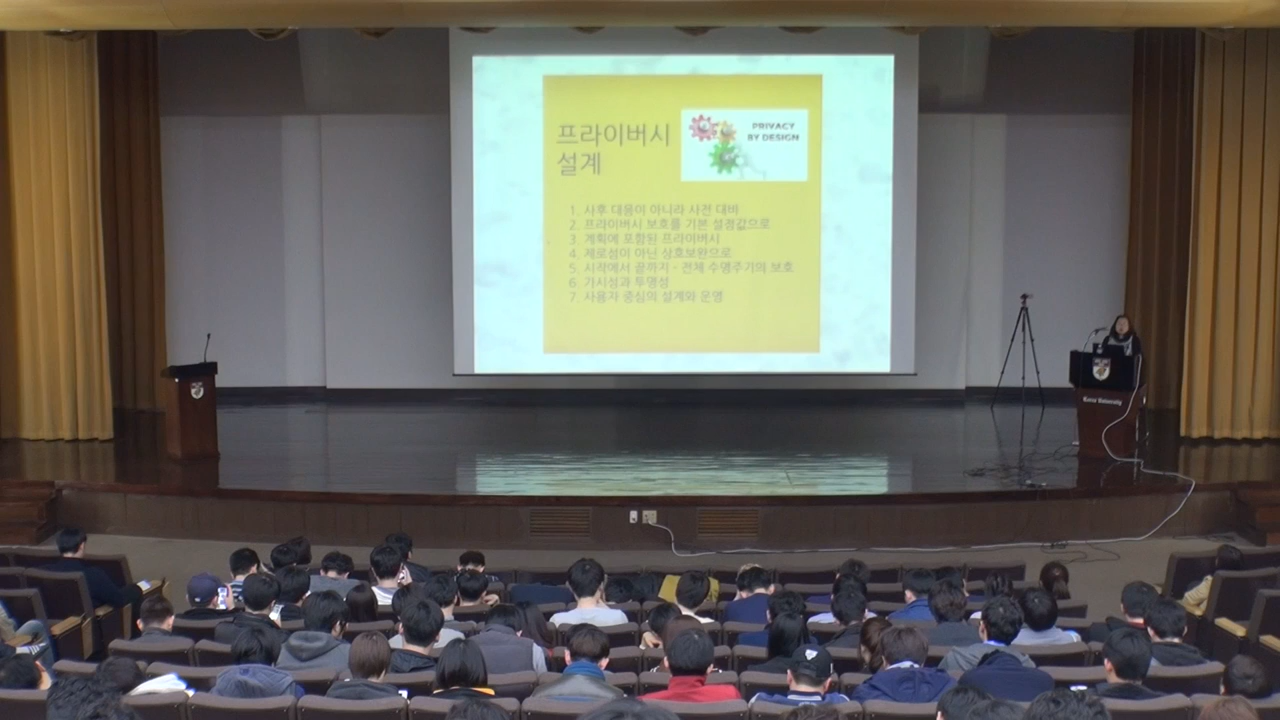 프라이버시
설계
PRIVACY
BY DESIGN
1. 사후 대응이 아니라 사전 대비
2. 프라이버시 보호를 기본 설정값으로
3. 계획에 포함된 프라이버시
4. 제로섬이 아닌 상호보완으로
5. 시작에서 끝까지 - 전체 수명주기의 보호
6. 가시성과 투명성
7. 사용자 중심의 설계와 운영
Korea University